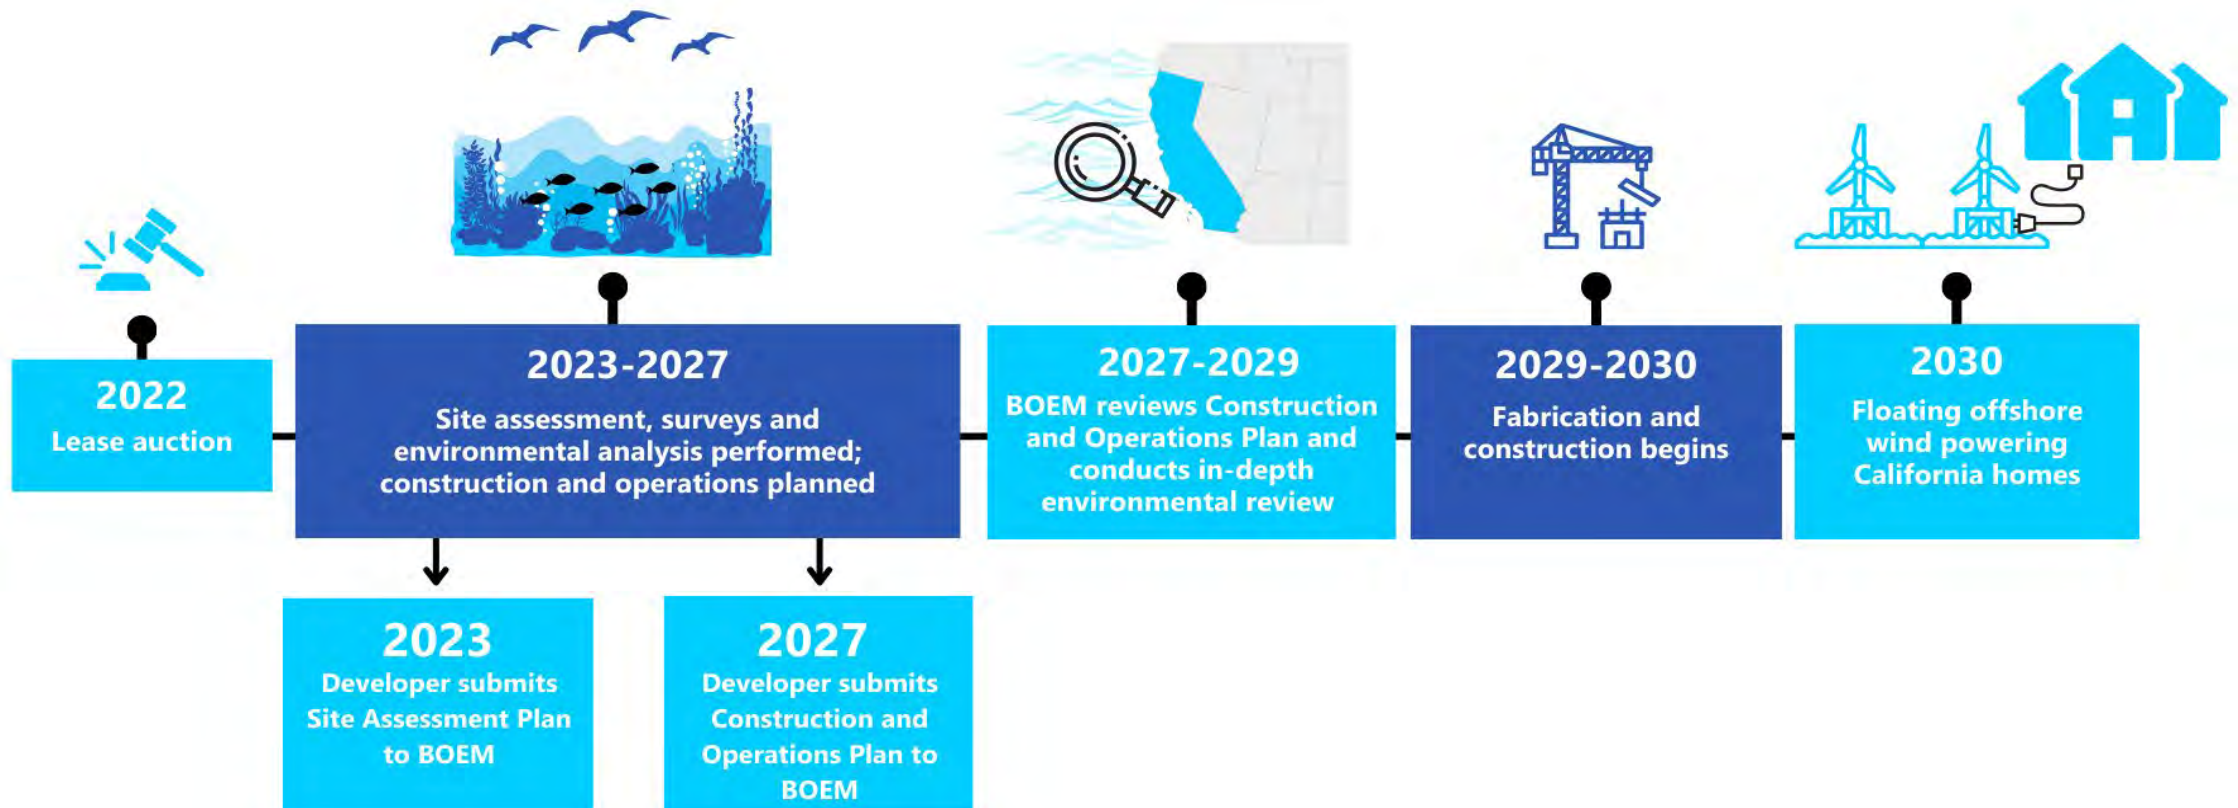 2022
Lease auction
2023-2027
Site assessment, surveys and
environmental analysis performed;
construction and operations planned
2023
Developer submits
Site Assessment Plan
to BOEM
2027
Developer submits
Construction and
Operations Plan to
BOEM
2027-2029
BOEM reviews Construction
and Operations Plan and
conducts in-depth
environmental review
2029-2030
Fabrication and
construction begins
2030
Floating offshore
wind powering
California homes